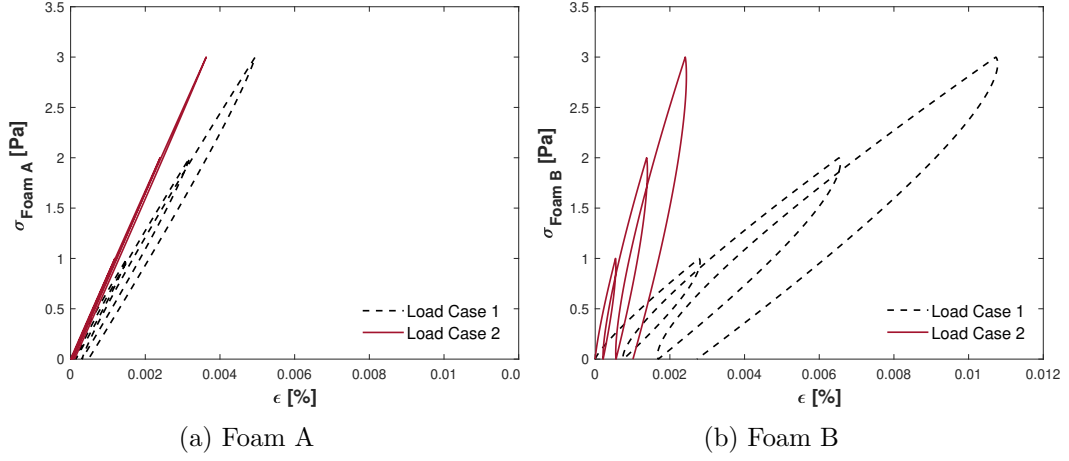 3.5
3
2.5
2
1.5
1
0.5
0
σFoam A [Pa]
0 0.002 0.004 0.006 0.008 0.01 0.0
ϵ [%]
Load Case 1
Load Case 2
(a) Foam A
3.5
3
2.5
2
1.5
1
0.5
0
σFoam B [Pa]
0 0.002 0.004 0.006 0.008 0.01 0.012
ϵ [%]
Load Case 1
Load Case 2
(b) Foam B